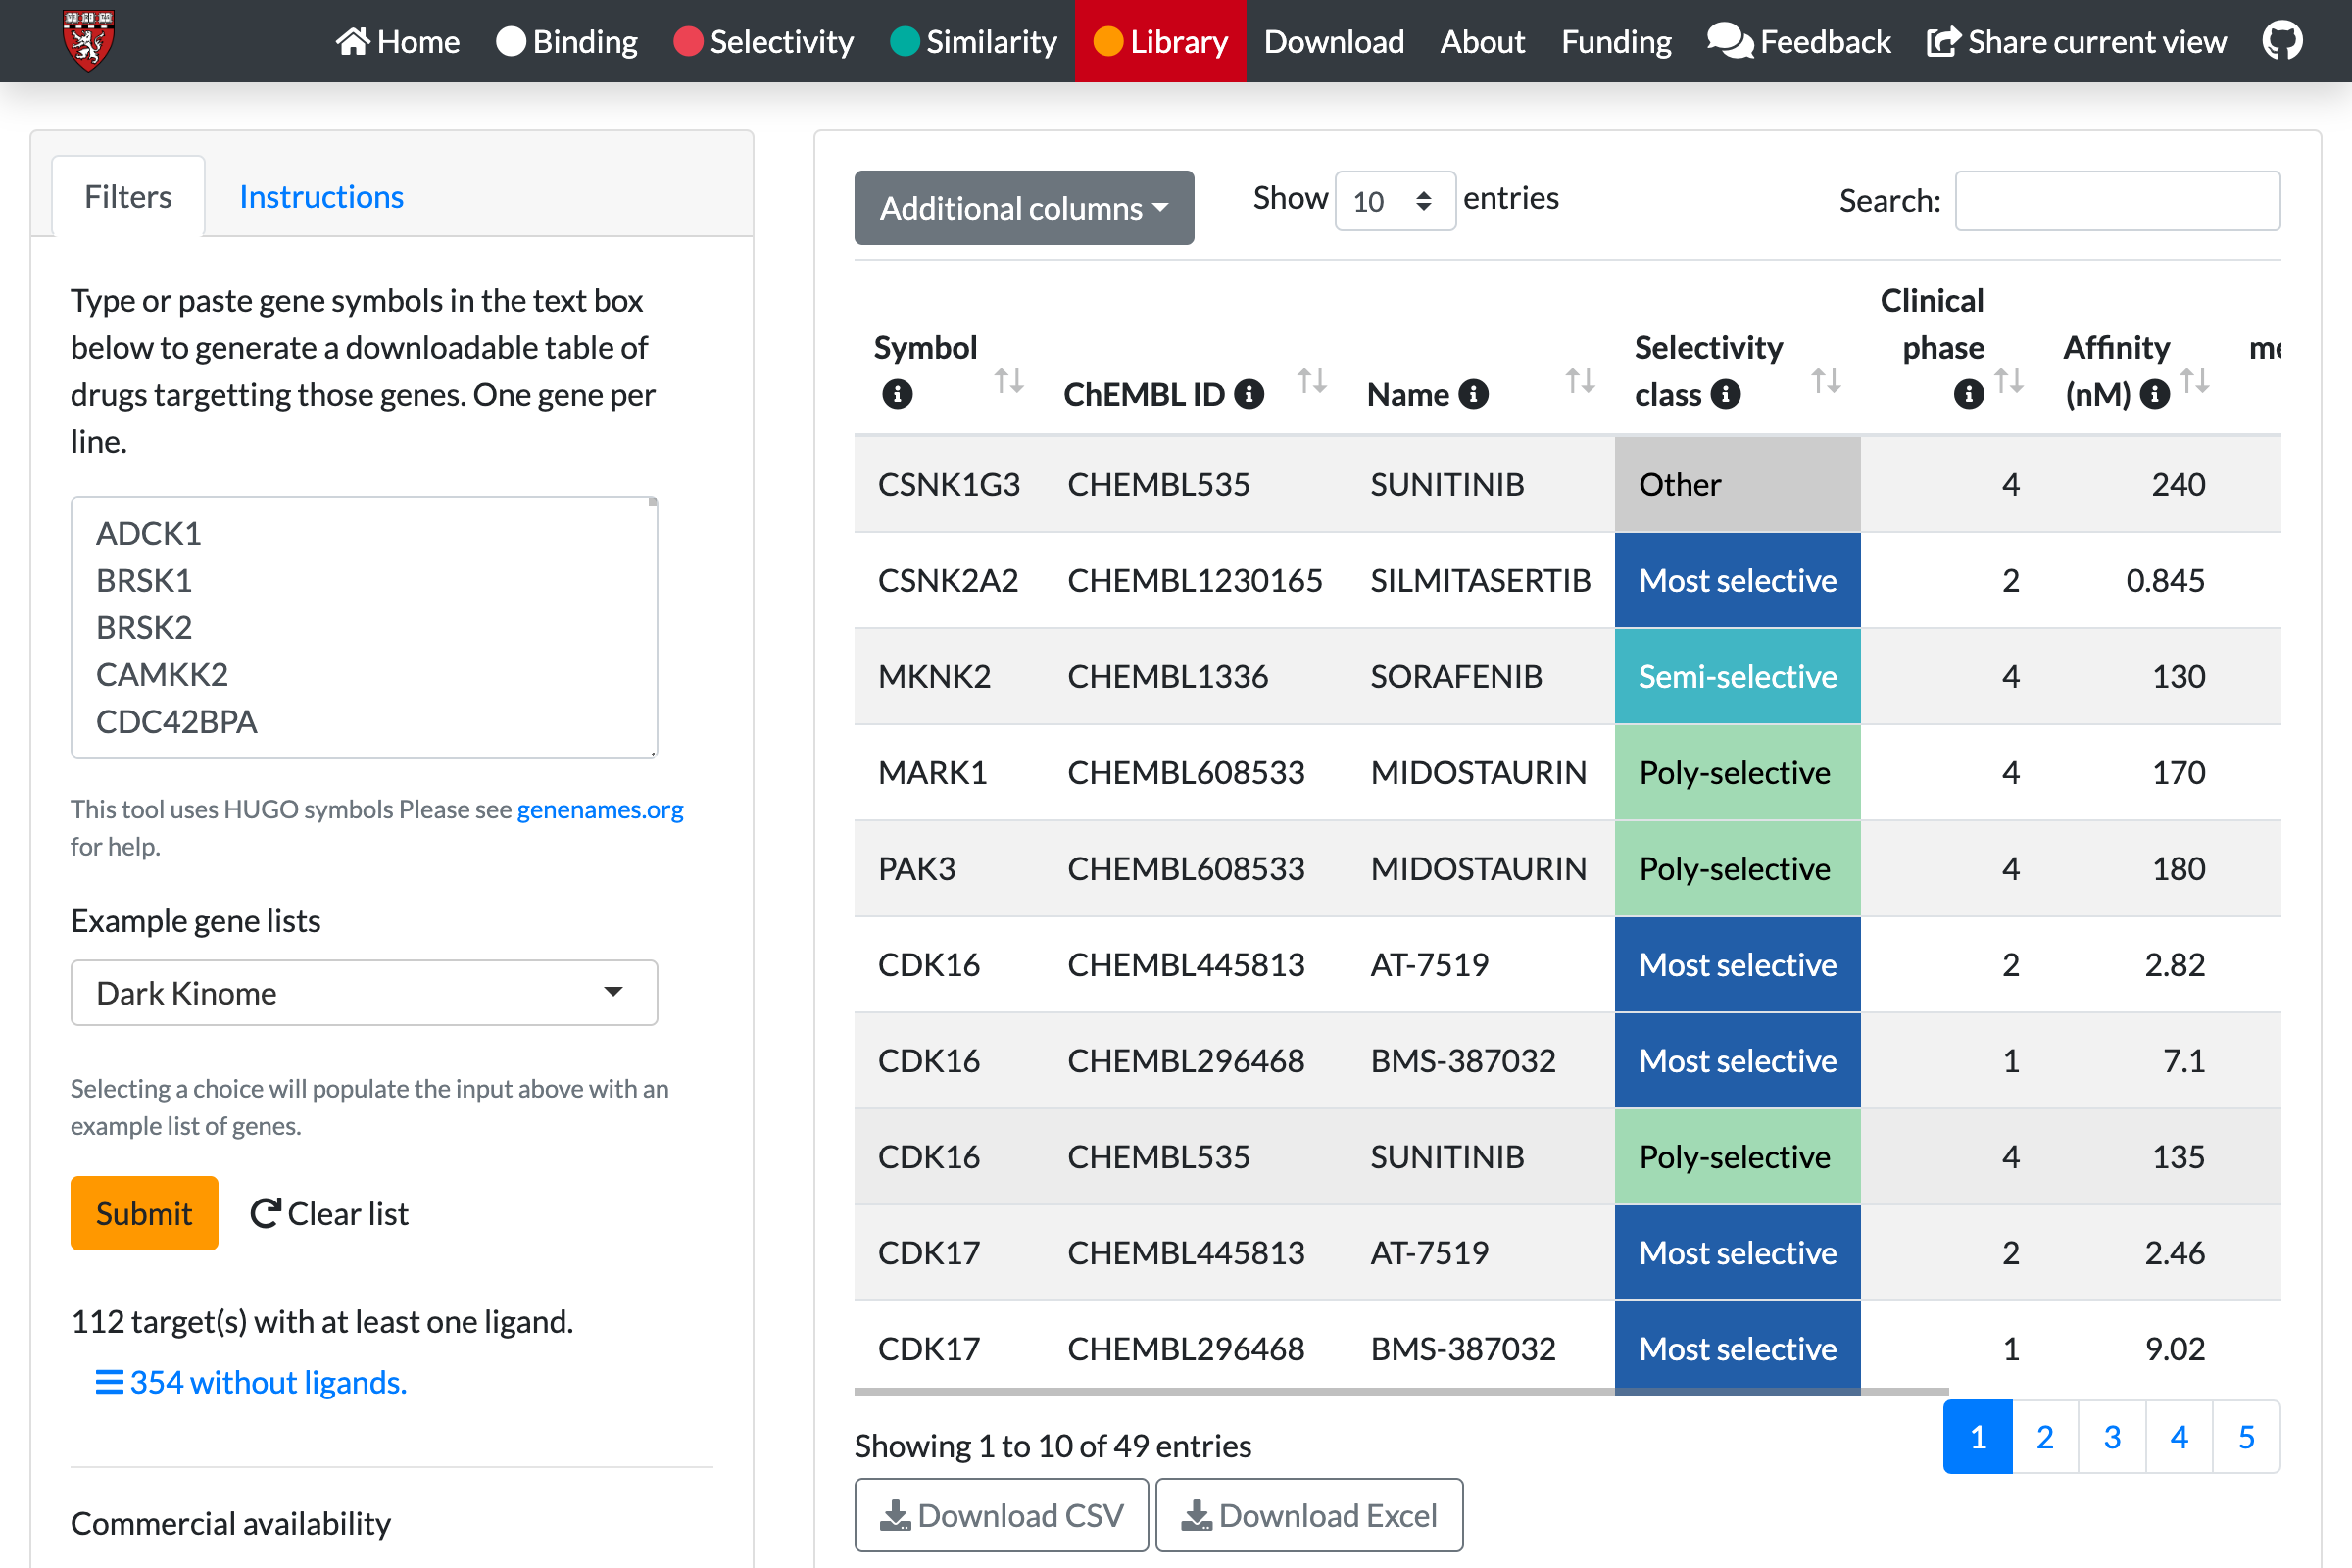 Home Binding Selectivity Similarity Library Download About Funding Feedback Share current view
Filters Instructions
Type or paste gene symbols in the text box
below to generate a downloadable table of
drugs targetting those genes. One gene per
line.
ADCK1
BRSK1
BRSK2
CAMKK2
CDC42BPA
This tool uses HUGO symbols Please see genenames.org
for help.
Example gene lists
Dark Kinome
Selecting a choice will populate the input above with an
example list of genes.
Submit Clear list
112 target(s) with at least one ligand.
354 without ligands.
Commercial availability
Additional columns Show 10 entries Search:
Symbol ChEMBL ID Name Selectivity class Clinical phase Affinity (nM)
CSNK1G3 CHEMBL535 SUNITINIB Other 4 240
CSNK2A2 CHEMBL1230165 SILMITASERTIB Most selective 2 0.845
MKNK2 CHEMBL1336 SORAFENIB Semi-selective 4 130
MARK1 CHEMBL608533 MIDOSTAURIN Poly-selective 4 170
PAK3 CHEMBL608533 MIDOSTAURIN Poly-selective 4 180
CDK16 CHEMBL445813 AT-7519 Most selective 2 2.82
CDK16 CHEMBL296468 BMS-387032 Most selective 1 7.1
CDK16 CHEMBL535 SUNITINIB Poly-selective 4 135
CDK17 CHEMBL445813 AT-7519 Most selective 2 2.46
CDK17 CHEMBL296468 BMS-387032 Most selective 1 9.02
Showing 1 to 10 of 49 entries
1 2 3 4 5
Download CSV Download Excel